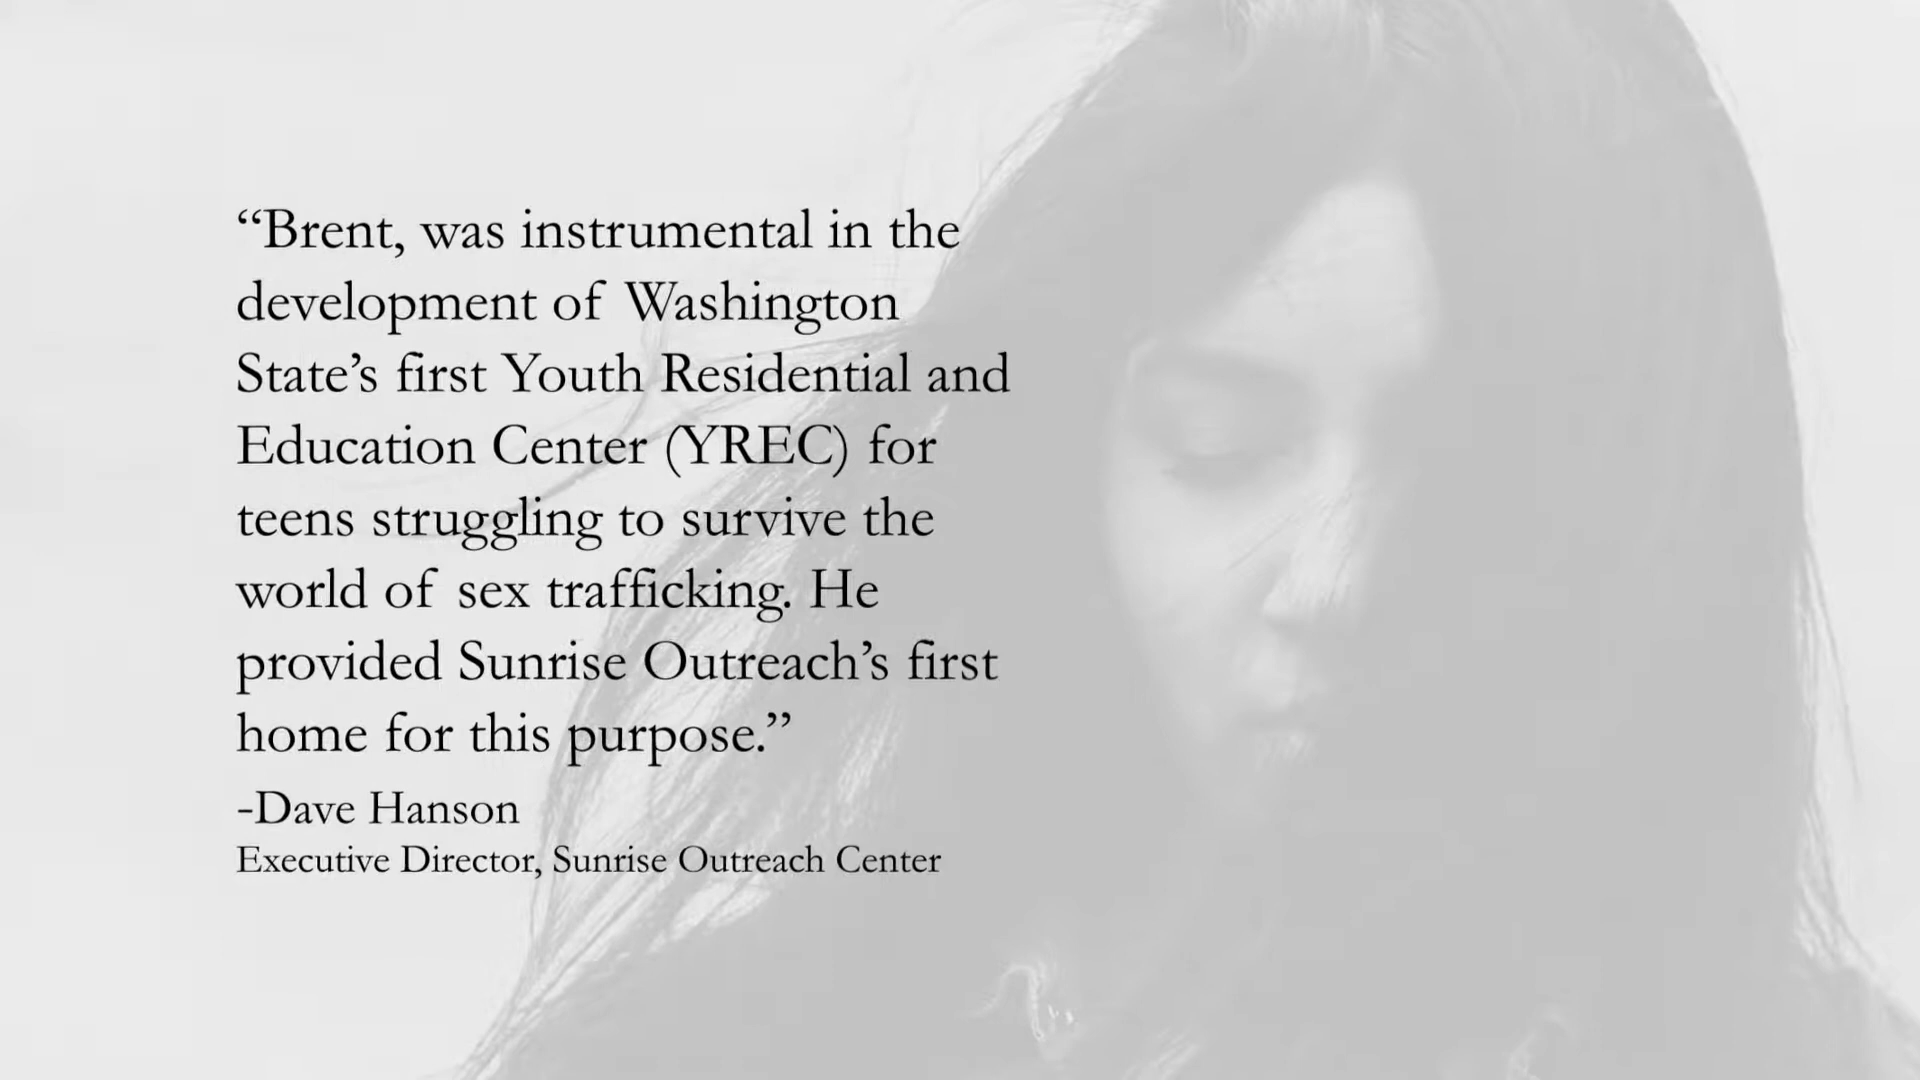 “Brent, was instrumental in the
development of Washington
State’s first Youth Residential and
Education Center (YREC) for
teens struggling to survive the
world of sex trafficking. He
provided Sunrise Outreach’s first
home for this purpose.”
-Dave Hanson
Executive Director, Sunrise Outreach Center